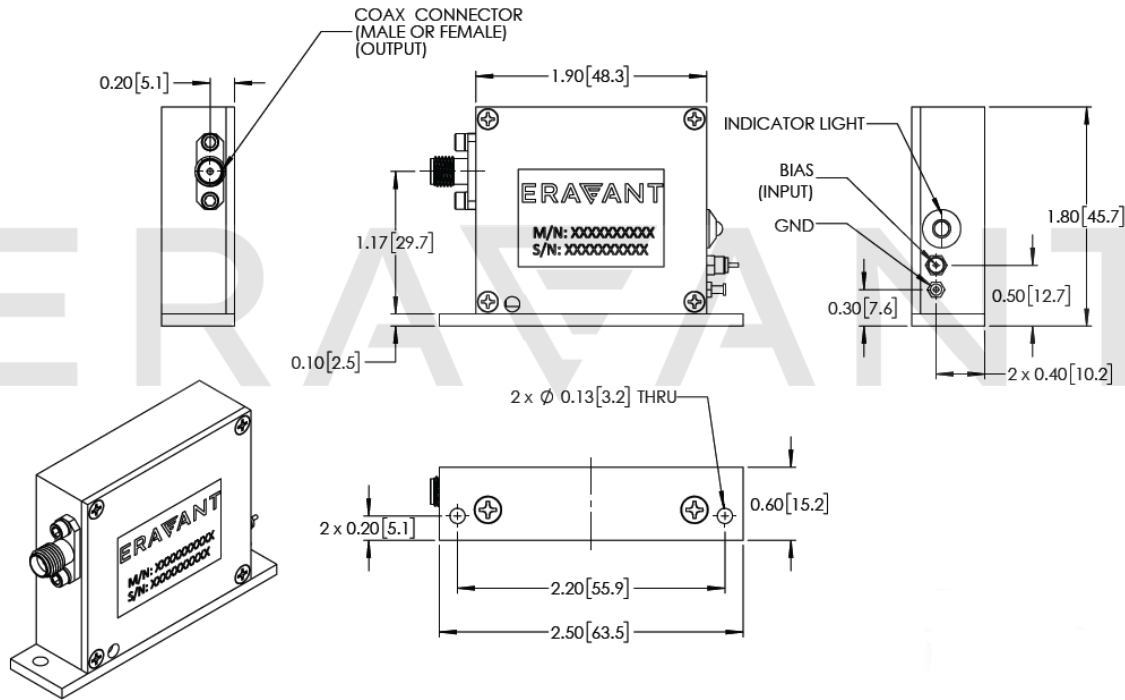 COAX CONNECTOR
(MALE OR FEMALE)
(OUTPUT)
0.20[5.1]
1.90[48.3]
INDICATOR LIGHT
BIAS
(INPUT)
GND
1.80[45.7]
1.17[29.7]
ERAVANT
M/N: XXXXXXXXXX
S/N: XXXXXXXXXX
0.30[7.6]
0.50[12.7]
0.10[2.5]
2 x 0.40[10.2]
ERAVANT
2 x Ø 0.13[3.2] THRU
2 x 0.20[5.1]
0.60[15.2]
2.20[55.9]
2.50[63.5]
ERAVANT
M/N: XXXXXXXXXX
S/N: XXXXXXXXXX